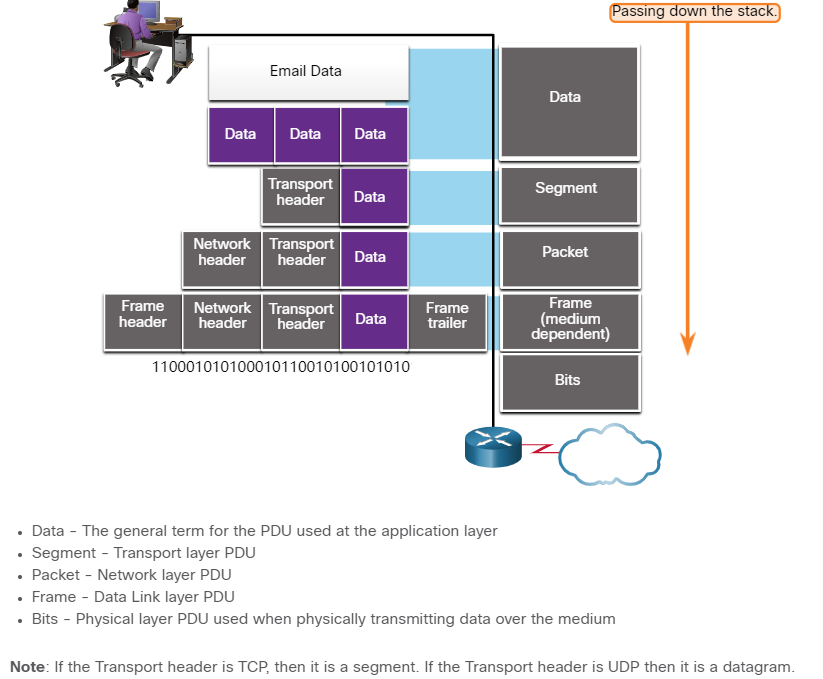 Passing down the stack.
Email Data
Data
Data
Data
Data
Transport
header
Data
Segment
Network
header
Transport
header
Data
Packet
Frame
header
Network
header
Transport
header
Data
Frame
trailer
Frame
(medium
dependent)
1100010101000101100101001010​10
Bits
Data - The general term for the PDU used at the application layer
Segment - Transport layer PDU
Packet - Network layer PDU
Frame - Data Link layer PDU
Bits - Physical layer PDU used when physically transmitting data over the medium
Note: If the Transport header is TCP, then it is a segment. If the Transport header is UDP then it is a datagram.